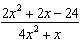 2x² + 2x − 24
4x² + x